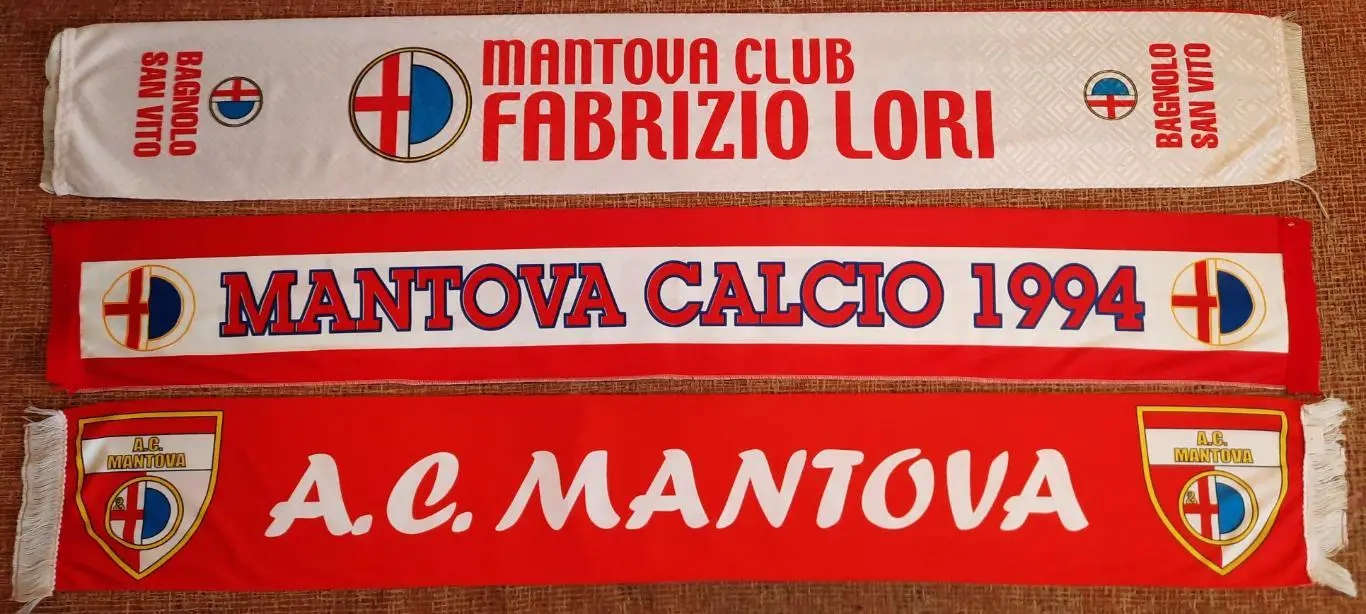 BAGNOLO
SAN VITO
MANTOVA CLUB
FABRIZIO LORI
BAGNOLO
SAN VITO
MANTOVA CALCIO 1994
A.C.
MANTOVA
A.C. MANTOVA
A.C.
MANTOVA